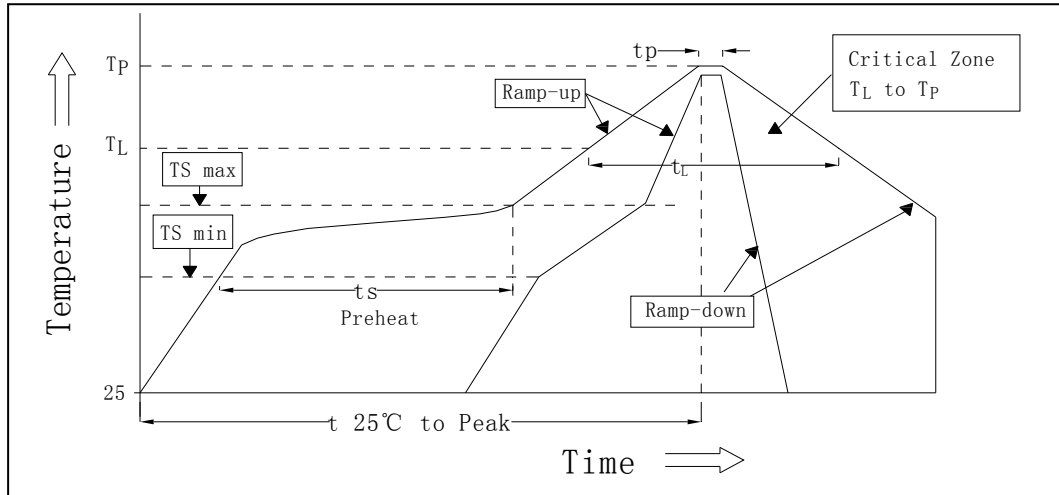 tp
Critical Zone
TL to TP
TP
Ramp-up
TL
tL
TS max
TS min
ts
Preheat
Ramp-down
25
t 25℃ to Peak
Temperature
Time